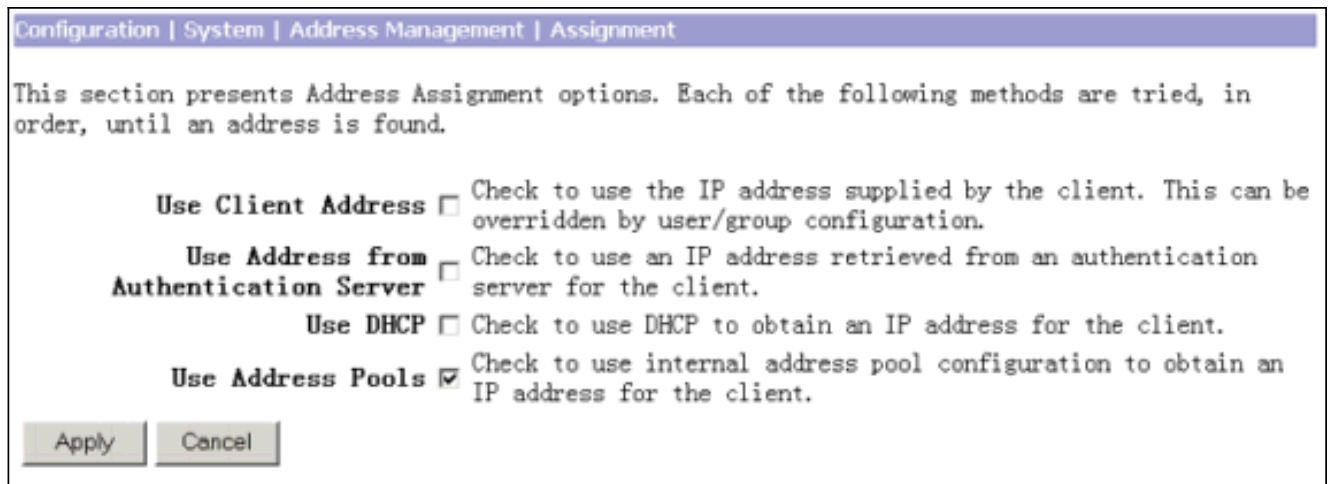 Configuration | System | Address Management | Assignment
This section presents Address Assignment options. Each of the following methods are tried, in
order, until an address is found.
Use Client Address Check to use the IP address supplied by the client. This can be
overridden by user/group configuration.
Use Address from Check to use an IP address retrieved from an authentication
Authentication Server server for the client.
Use DHCP Check to use DHCP to obtain an IP address for the client.
Use Address Pools Check to use internal address pool configuration to obtain an
IP address for the client.
Apply Cancel